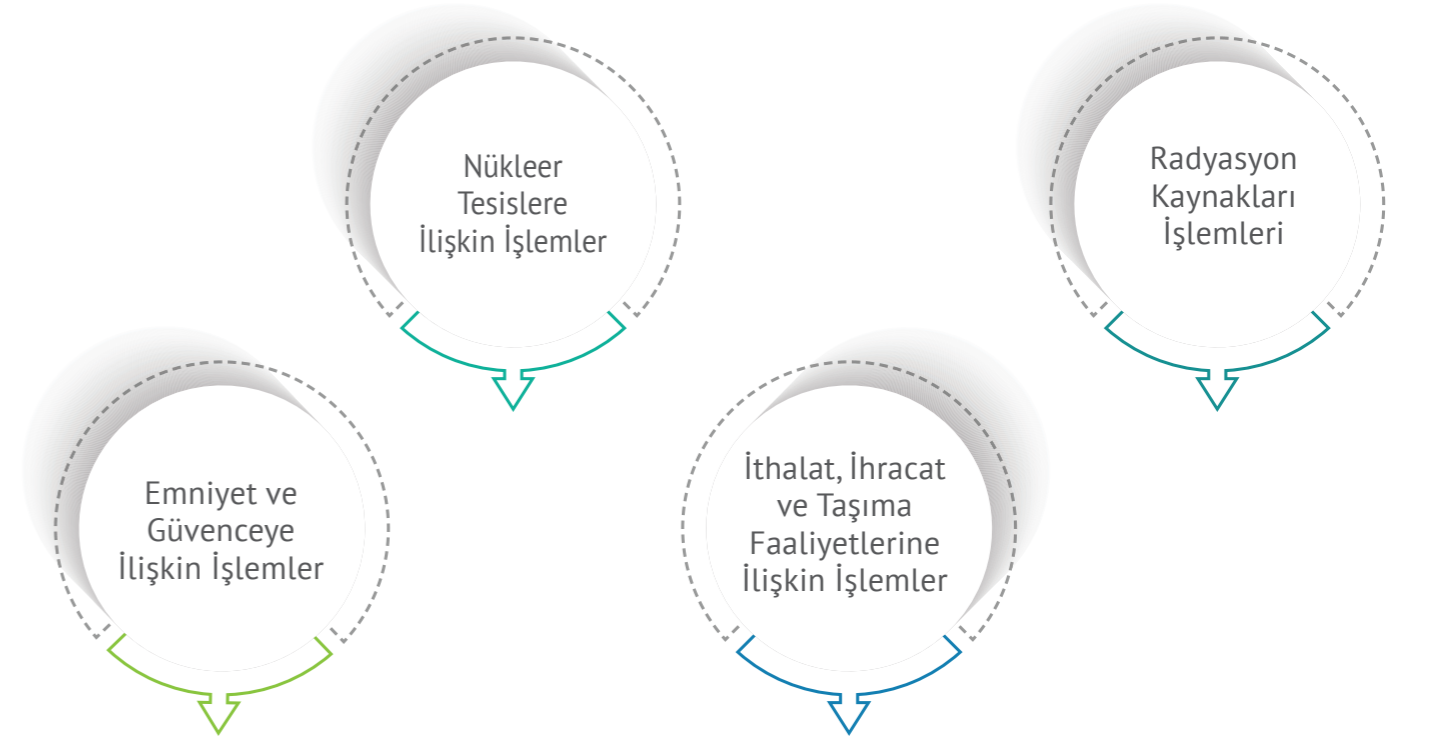 Nükleer
Tesislere
İlişkin İşlemler
Radyasyon
Kaynakları
İşlemleri
Emniyet ve
Güvenceye
İlişkin İşlemler
İthalat, İhracat
ve Taşıma
Faaliyetlerine
İlişkin İşlemler